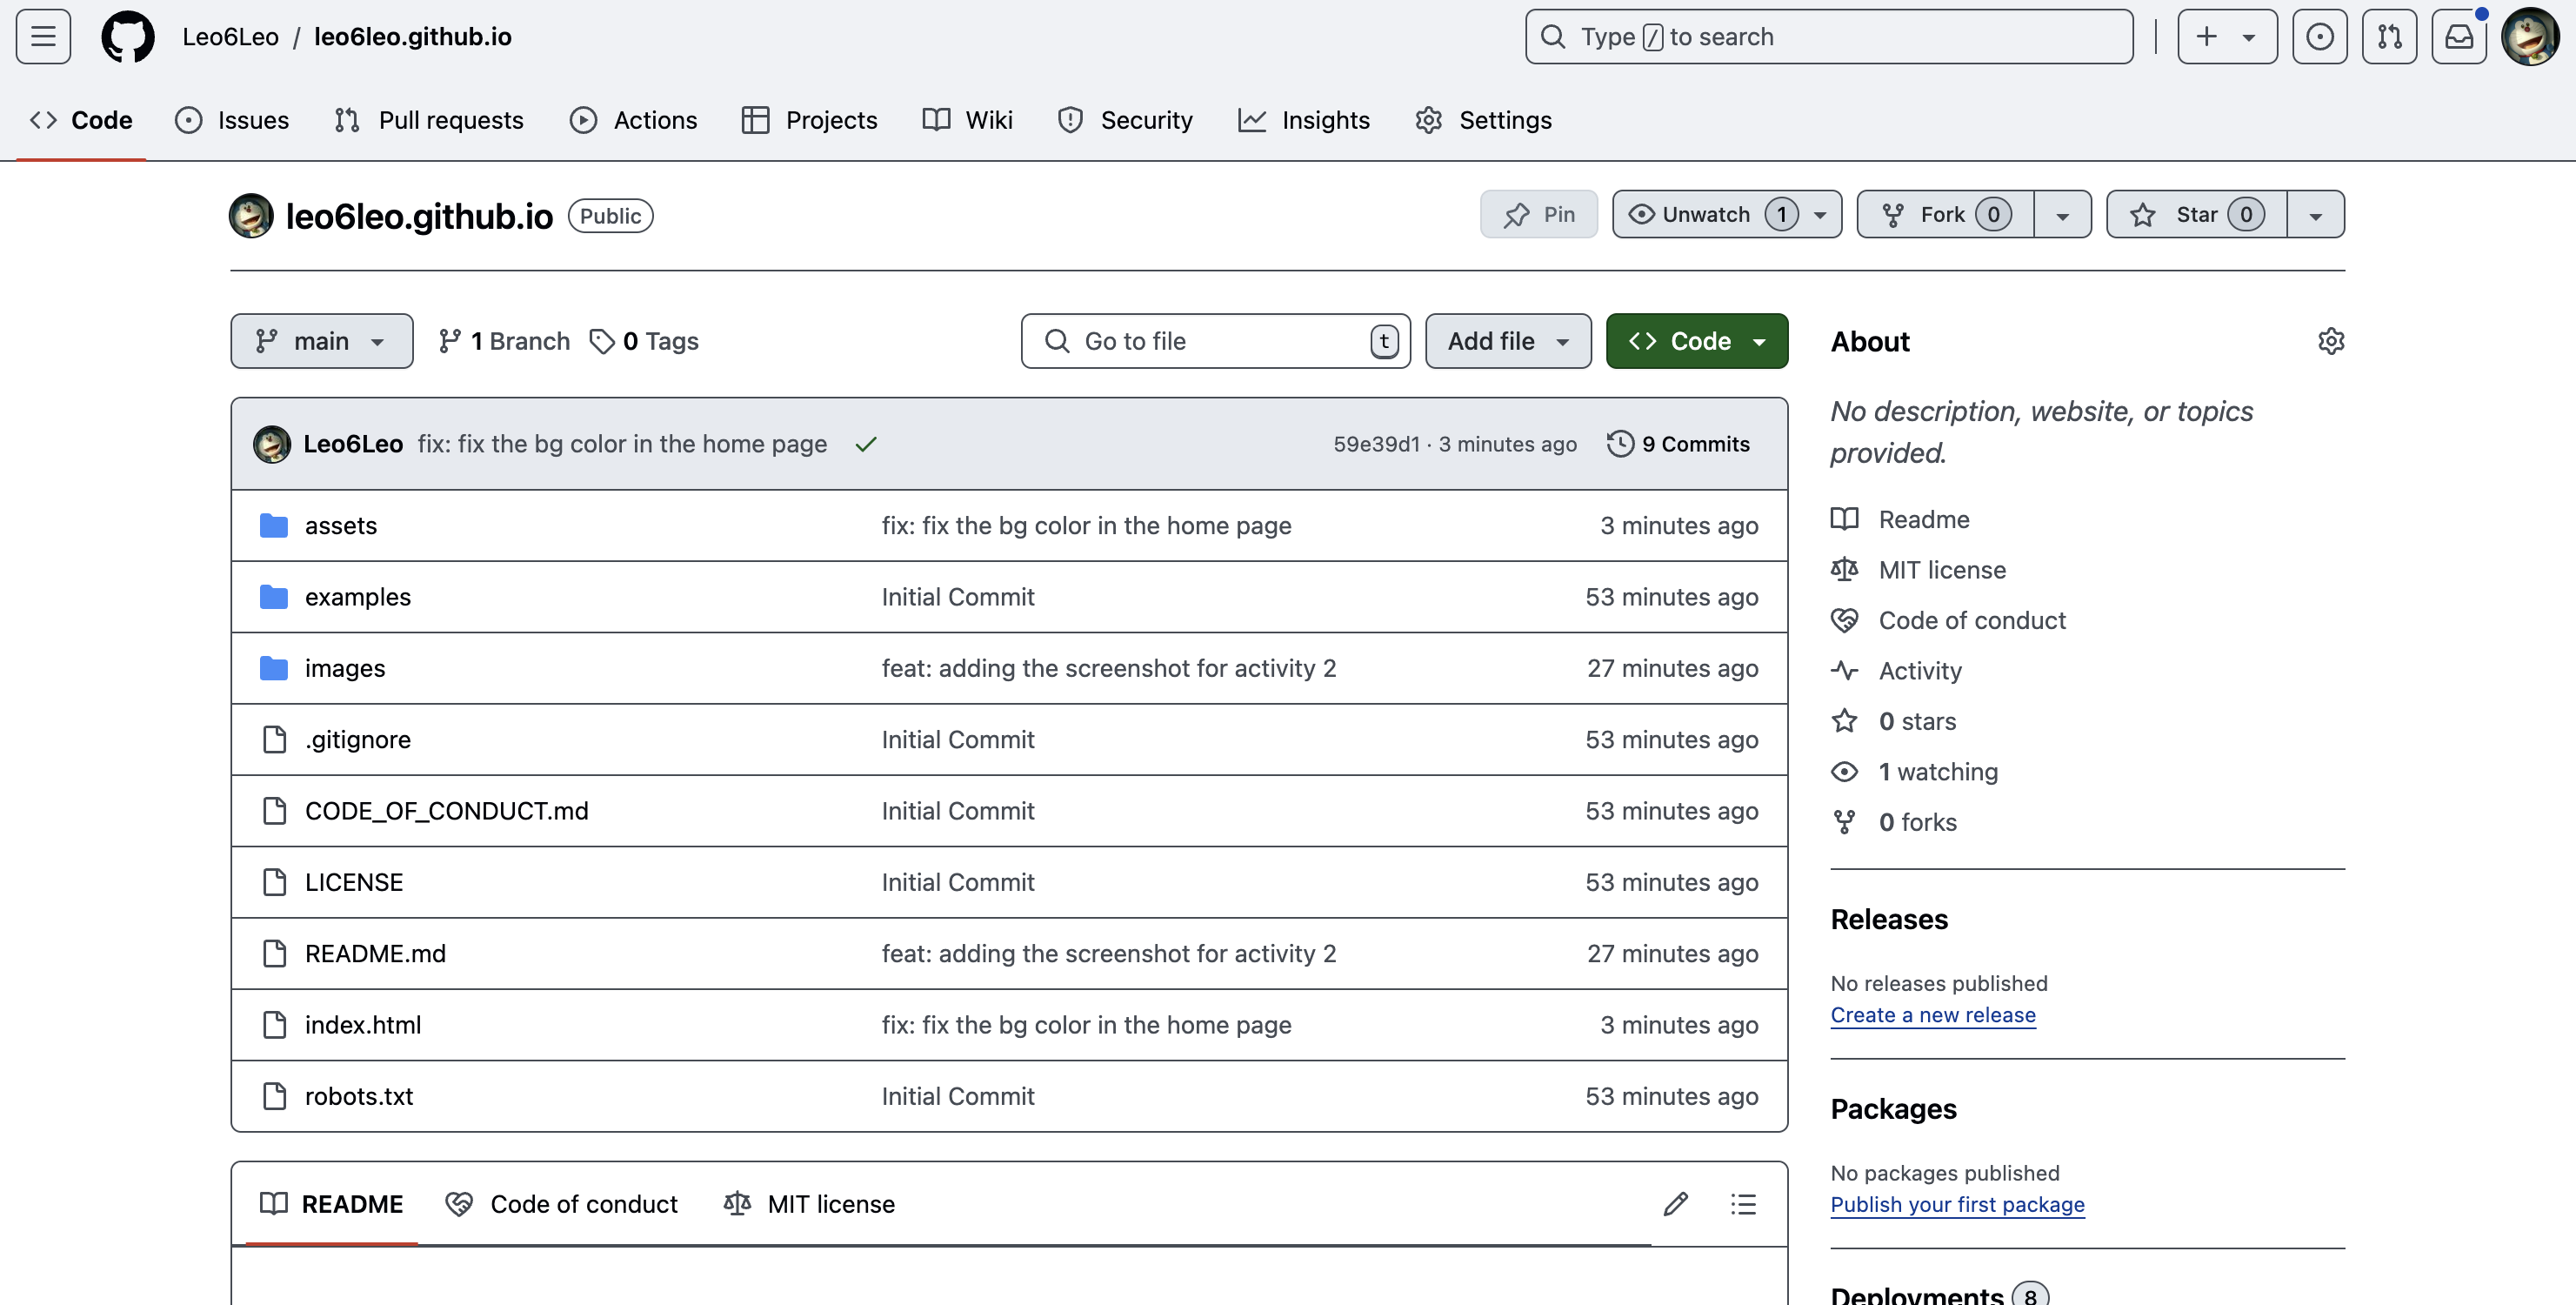 Leo6Leo / leo6leo.github.io
Type / to search
Code Issues Pull requests Actions Projects Wiki Security Insights Settings
leo6leo.github.io Public
Pin Unwatch 1 Fork 0 Star 0
main 1 Branch 0 Tags
Go to file t Add file Code
Leo6Leo fix: fix the bg color in the home page 59e39d1 · 3 minutes ago 9 Commits
assets fix: fix the bg color in the home page 3 minutes ago
examples Initial Commit 53 minutes ago
images feat: adding the screenshot for activity 2 27 minutes ago
.gitignore Initial Commit 53 minutes ago
CODE_OF_CONDUCT.md Initial Commit 53 minutes ago
LICENSE Initial Commit 53 minutes ago
README.md feat: adding the screenshot for activity 2 27 minutes ago
index.html fix: fix the bg color in the home page 3 minutes ago
robots.txt Initial Commit 53 minutes ago
README Code of conduct MIT license
About
No description, website, or topics
provided.
Readme
MIT license
Code of conduct
Activity
0 stars
1 watching
0 forks
Releases
No releases published
Create a new release
Packages
No packages published
Publish your first package
Deployments 8